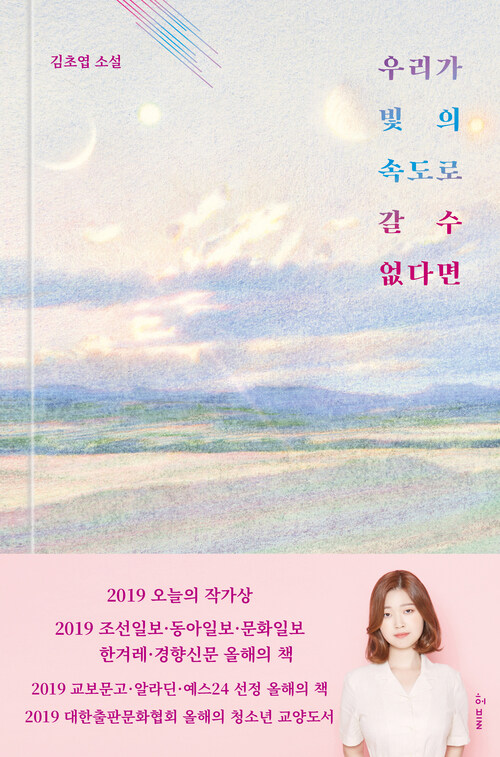 김초엽 소설
우리가
빛의
속도로
갈 수
없다면
2019 오늘의 작가상
2019 조선일보·동아일보·문화일보
한겨레·경향신문 올해의 책
2019 교보문고·알라딘·예스24 선정 올해의 책
2019 대한출판문화협회 올해의 청소년 교양도서
허블